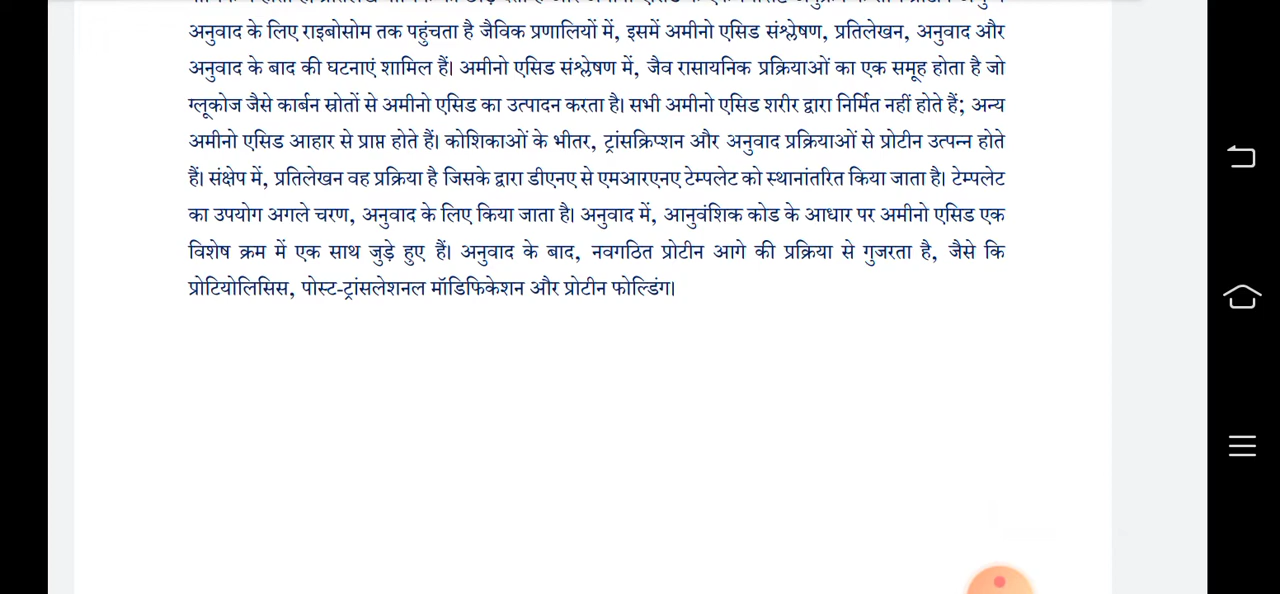 अनुवाद के लिए राइबोसोम तक पहुंचता है जैविक प्रणालियों में, इसमें अमीनो एसिड संश्लेषण, प्रतिलेखन, अनुवाद और
अनुवाद के बाद की घटनाएं शामिल हैं। अमीनो एसिड संश्लेषण में, जैव रासायनिक प्रक्रियाओं का एक समूह होता है जो
ग्लूकोज जैसे कार्बन स्रोतों से अमीनो एसिड का उत्पादन करता है। सभी अमीनो एसिड शरीर द्वारा निर्मित नहीं होते हैं; अन्य
अमीनो एसिड आहार से प्राप्त होते हैं। कोशिकाओं के भीतर, ट्रांसक्रिप्शन और अनुवाद प्रक्रियाओं से प्रोटीन उत्पन्न होते
हैं। संक्षेप में, प्रतिलेखन वह प्रक्रिया है जिसके द्वारा डीएनए से एमआरएनए टेम्पलेट को स्थानांतरित किया जाता है। टेम्पलेट
का उपयोग अगले चरण, अनुवाद के लिए किया जाता है। अनुवाद में, आनुवंशिक कोड के आधार पर अमीनो एसिड एक
विशेष क्रम में एक साथ जुड़े हुए हैं। अनुवाद के बाद, नवगठित प्रोटीन आगे की प्रक्रिया से गुजरता है, जैसे कि
प्रोटियोलिसिस, पोस्ट-ट्रांसलेशनल मॉडिफिकेशन और प्रोटीन फोल्डिंग।